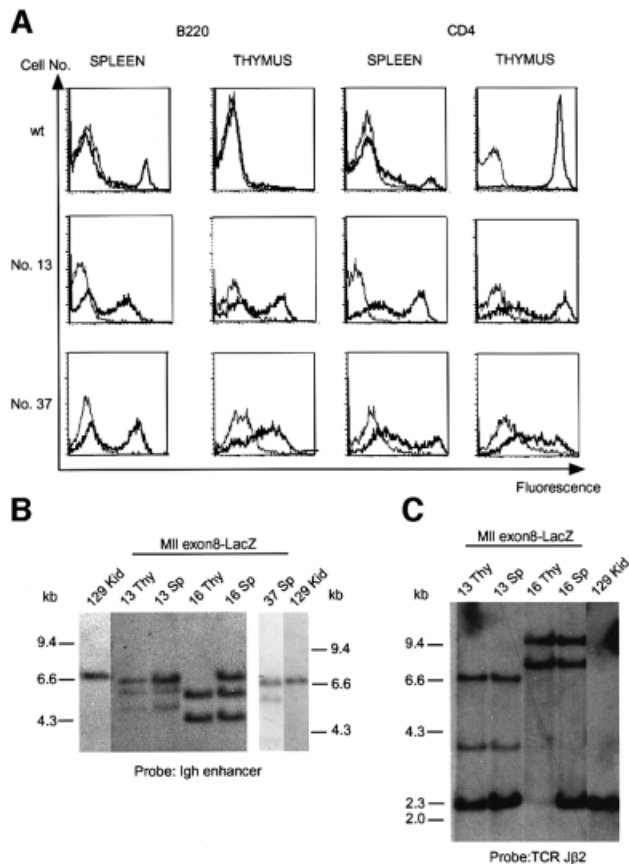 A
B220 CD4
Cell No. SPLEEN THYMUS SPLEEN THYMUS
wt
No. 13
No. 37
Fluorescence
B
Mll exon8-LacZ
129 Kid 13 Thy 13 Sp 16 Thy 16 Sp 37 Sp 129 Kid
kb kb
9.4 9.4
6.6 6.6
4.3 4.3
Probe: Igh enhancer
C
Mll exon8-LacZ
13 Thy 13 Sp 16 Thy 16 Sp 129 Kid
kb
9.4
6.6
4.3
2.3
2.0
Probe:TCR Jβ2